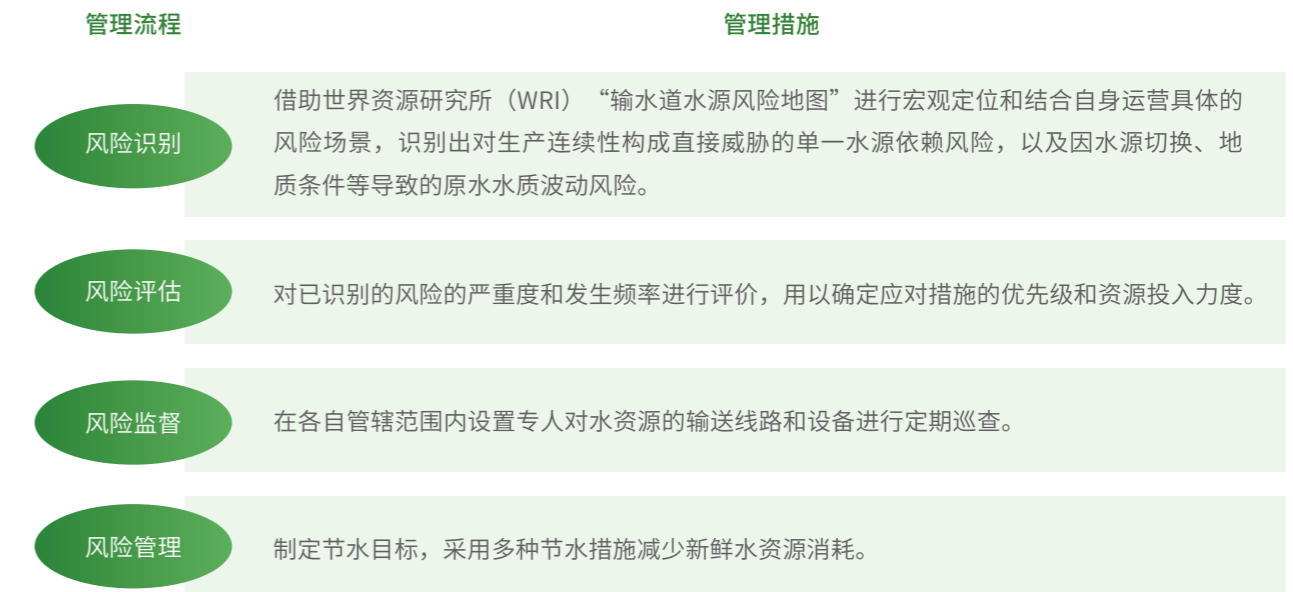 管理流程
管理措施
风险识别
借助世界资源研究所（WRI）“输水道水源风险地图”进行宏观定位和结合自身运营具体的
风险场景，识别出对生产连续性构成直接威胁的单一水源依赖风险，以及因水源切换、地
质条件等导致的原水水质波动风险。
风险评估
对已识别的风险的严重度和发生频率进行评价，用以确定应对措施的优先级和资源投入力度。
风险监督
在各自管辖范围内设置专人对水资源的输送线路和设备进行定期巡查。
风险管理
制定节水目标，采用多种节水措施减少新鲜水资源消耗。